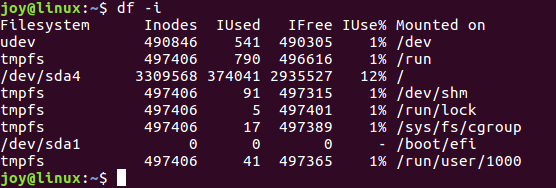 joy@linux:~$ df -i
Filesystem Inodes IUsed IFree IUse% Mounted on
udev 490846 541 490305 1% /dev
tmpfs 497406 790 496616 1% /run
/dev/sda4 3309568 374041 2935527 12% /
tmpfs 497406 91 497315 1% /dev/shm
tmpfs 497406 5 497401 1% /run/lock
tmpfs 497406 17 497389 1% /sys/fs/cgroup
/dev/sda1 0 0 0 - /boot/efi
tmpfs 497406 41 497365 1% /run/user/1000
joy@linux:~$